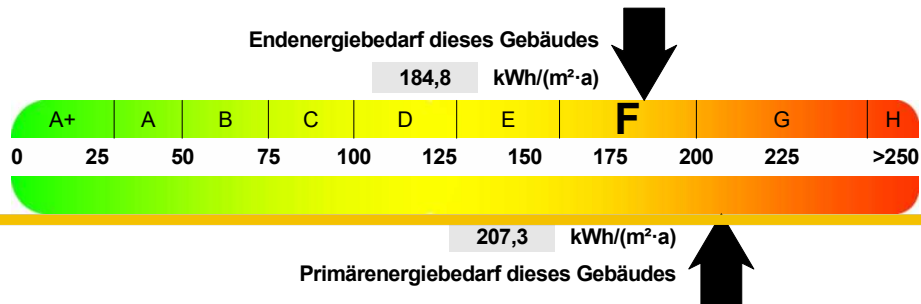 Endenergiebedarf dieses Gebäudes
184,8 kWh/(m²·a)
A+ A B C D E F G H
0 25 50 75 100 125 150 175 200 225 >250
207,3 kWh/(m²·a)
Primärenergiebedarf dieses Gebäudes